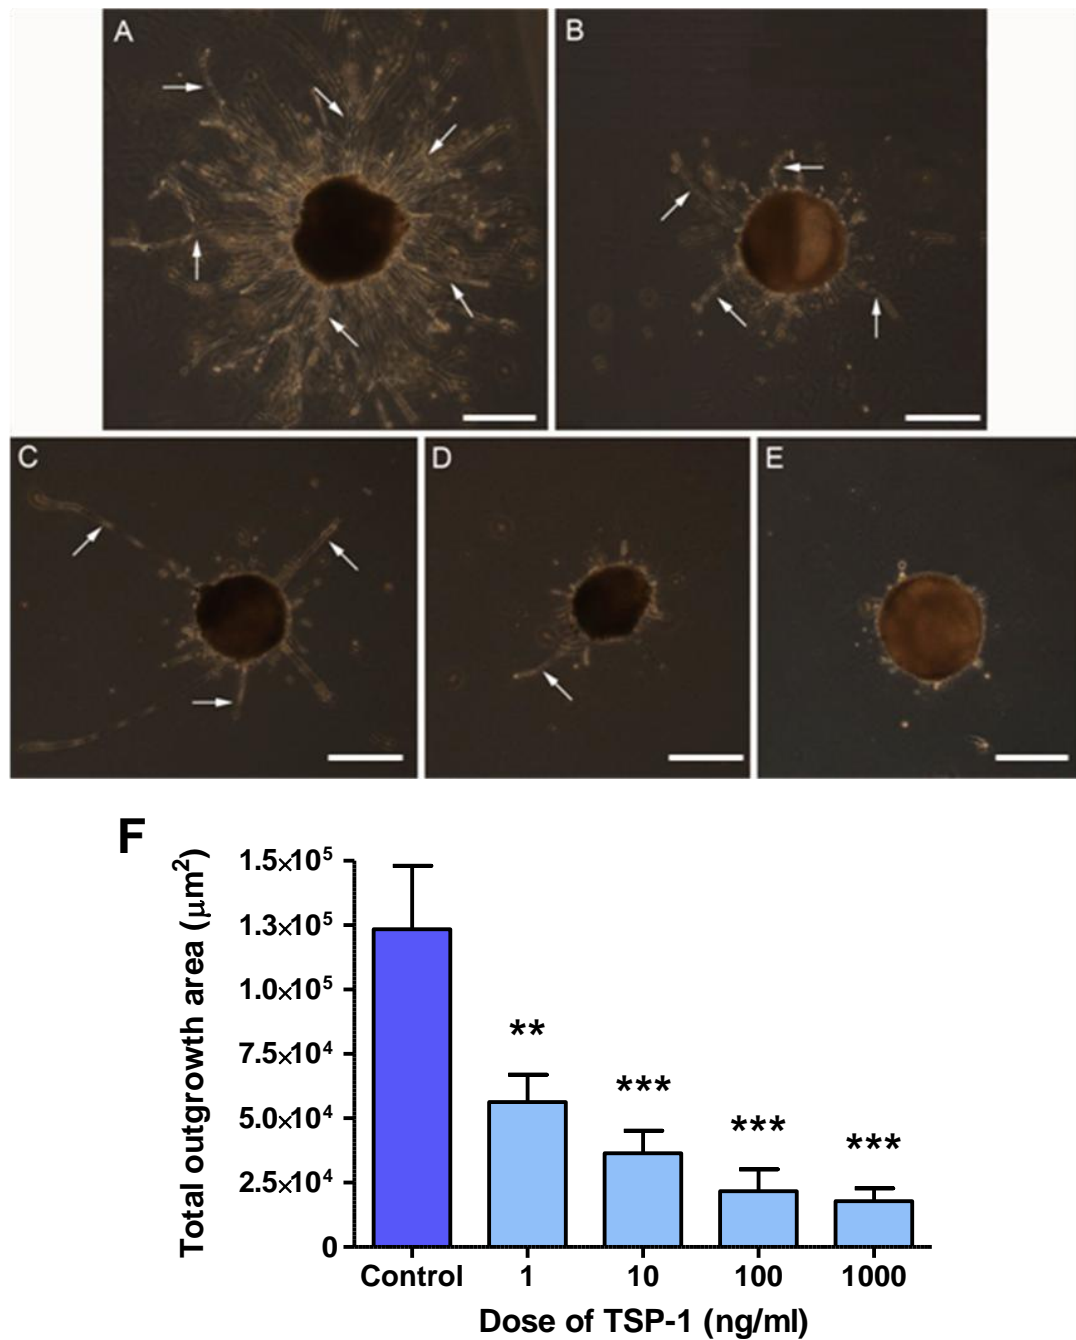 A
B
C
D
E
F
Total outgrowth area (μm²)
1.5×10⁵
1.3×10⁵
1.0×10⁵
7.5×10⁴
5.0×10⁴
2.5×10⁴
0
**
***
***
***
Control 1 10 100 1000
Dose of TSP-1 (ng/ml)